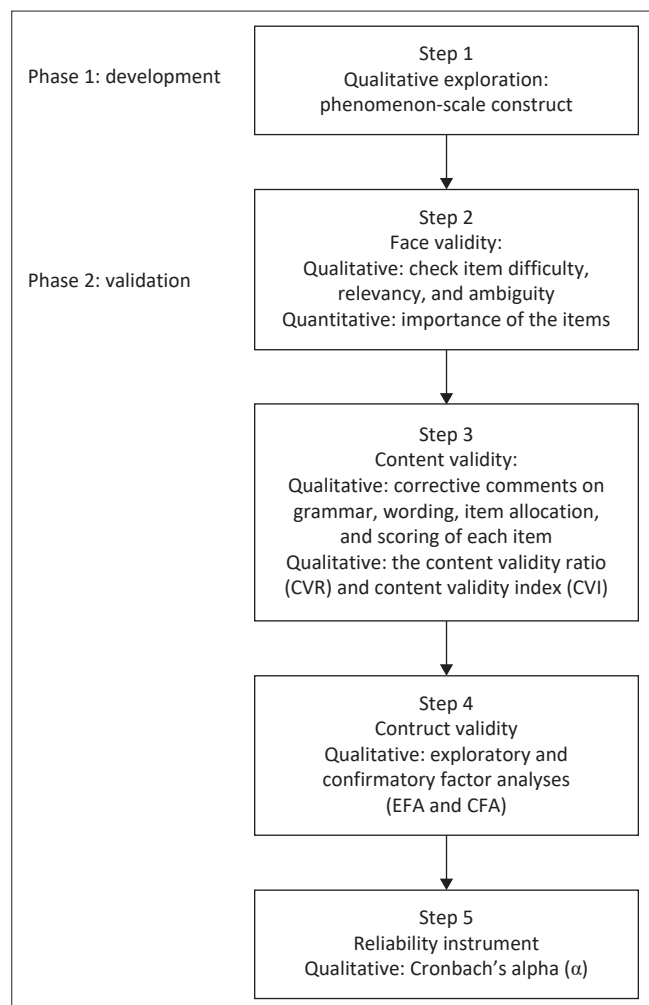 Phase 1: development
Step 1
Qualitative exploration:
phenomenon-scale construct
Phase 2: validation
Step 2
Face validity:
Qualitative: check item difficulty,
relevancy, and ambiguity
Quantitative: importance of the items
Step 3
Content validity:
Qualitative: corrective comments on
grammar, wording, item allocation,
and scoring of each item
Qualitative: the content validity ratio
(CVR) and content validity index (CVI)
Step 4
Contruct validity
Qualitative: exploratory and
confirmatory factor analyses
(EFA and CFA)
Step 5
Reliability instrument
Qualitative: Cronbach’s alpha (α)